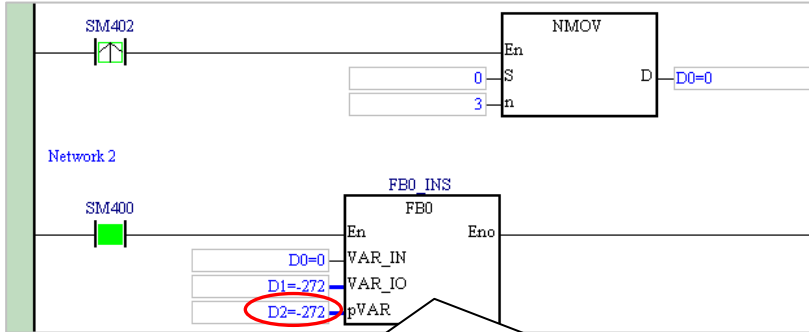 SM402
NMOV
En
0 S D D0=0
3 n
Network 2
FB0_INS
SM400
FB0
En Eno
D0=0 VAR_IN
D1=-272 VAR_IO
D2=-272 pVAR